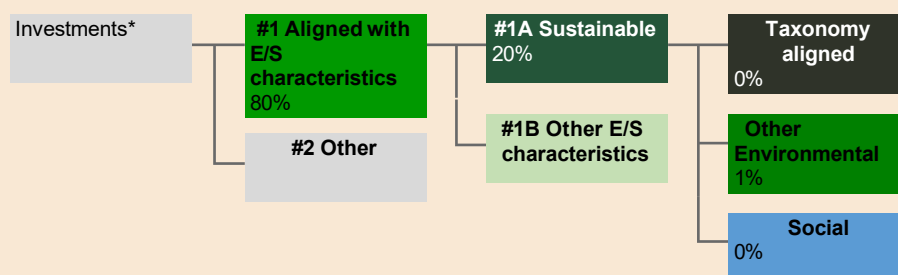 Investments*
#1 Aligned with
E/S
characteristics
80%
#2 Other
#1A Sustainable
20%
#1B Other E/S
characteristics
Taxonomy
aligned
0%
Other
Environmental
1%
Social
0%